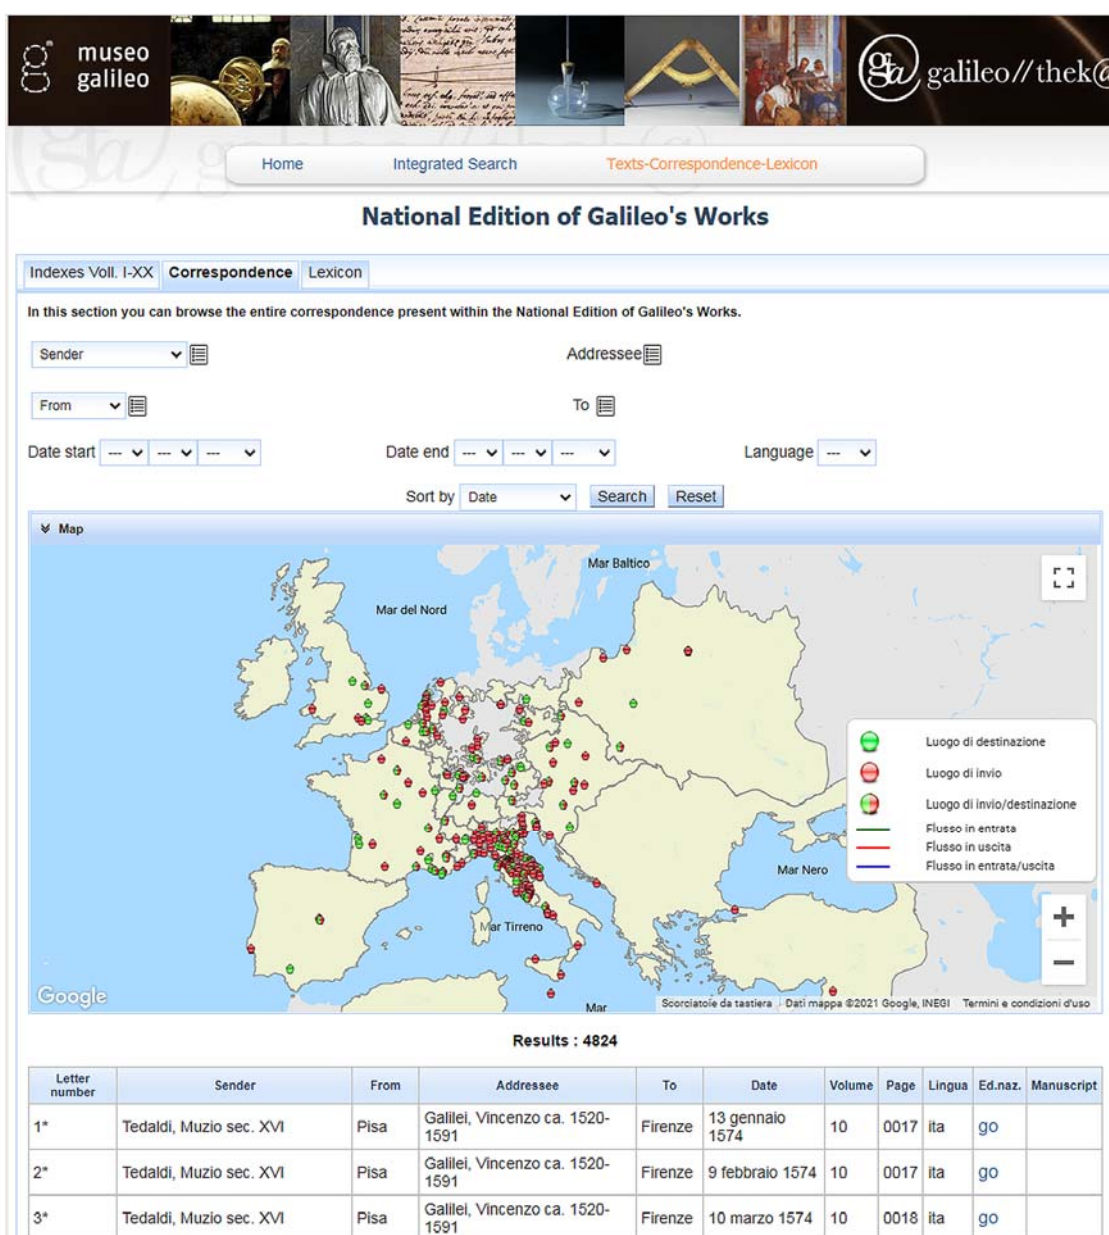 museo
galileo
galileo//thek@
Home Integrated Search Texts-Correspondence-Lexicon
National Edition of Galileo's Works
Indexes Voll. I-XX Correspondence Lexicon
In this section you can browse the entire correspondence present within the National Edition of Galileo's Works.
Sender Addressee
From To
Date start --- --- --- Date end --- --- --- Language ---
Sort by Date Search Reset
Map
Mar Baltico
Mar del Nord
Luogo di destinazione
Luogo di invio
Luogo di invio/destinazione
Flusso in entrata
Flusso in uscita
Flusso in entrata/uscita
Mar Nero
Mar Tirreno
Google
Mar
Scorciatoie da tastiera Dati mappa ©2021 Google, INEGI Termini e condizioni d'uso
Results : 4824
Letter number Sender From Addressee To Date Volume Page Lingua Ed.naz. Manuscript
1* Tedaldi, Muzio sec. XVI Pisa Galilei, Vincenzo ca. 1520-1591 Firenze 13 gennaio 1574 10 0017 ita go
2* Tedaldi, Muzio sec. XVI Pisa Galilei, Vincenzo ca. 1520-1591 Firenze 9 febbraio 1574 10 0017 ita go
3* Tedaldi, Muzio sec. XVI Pisa Galilei, Vincenzo ca. 1520-1591 Firenze 10 marzo 1574 10 0018 ita go